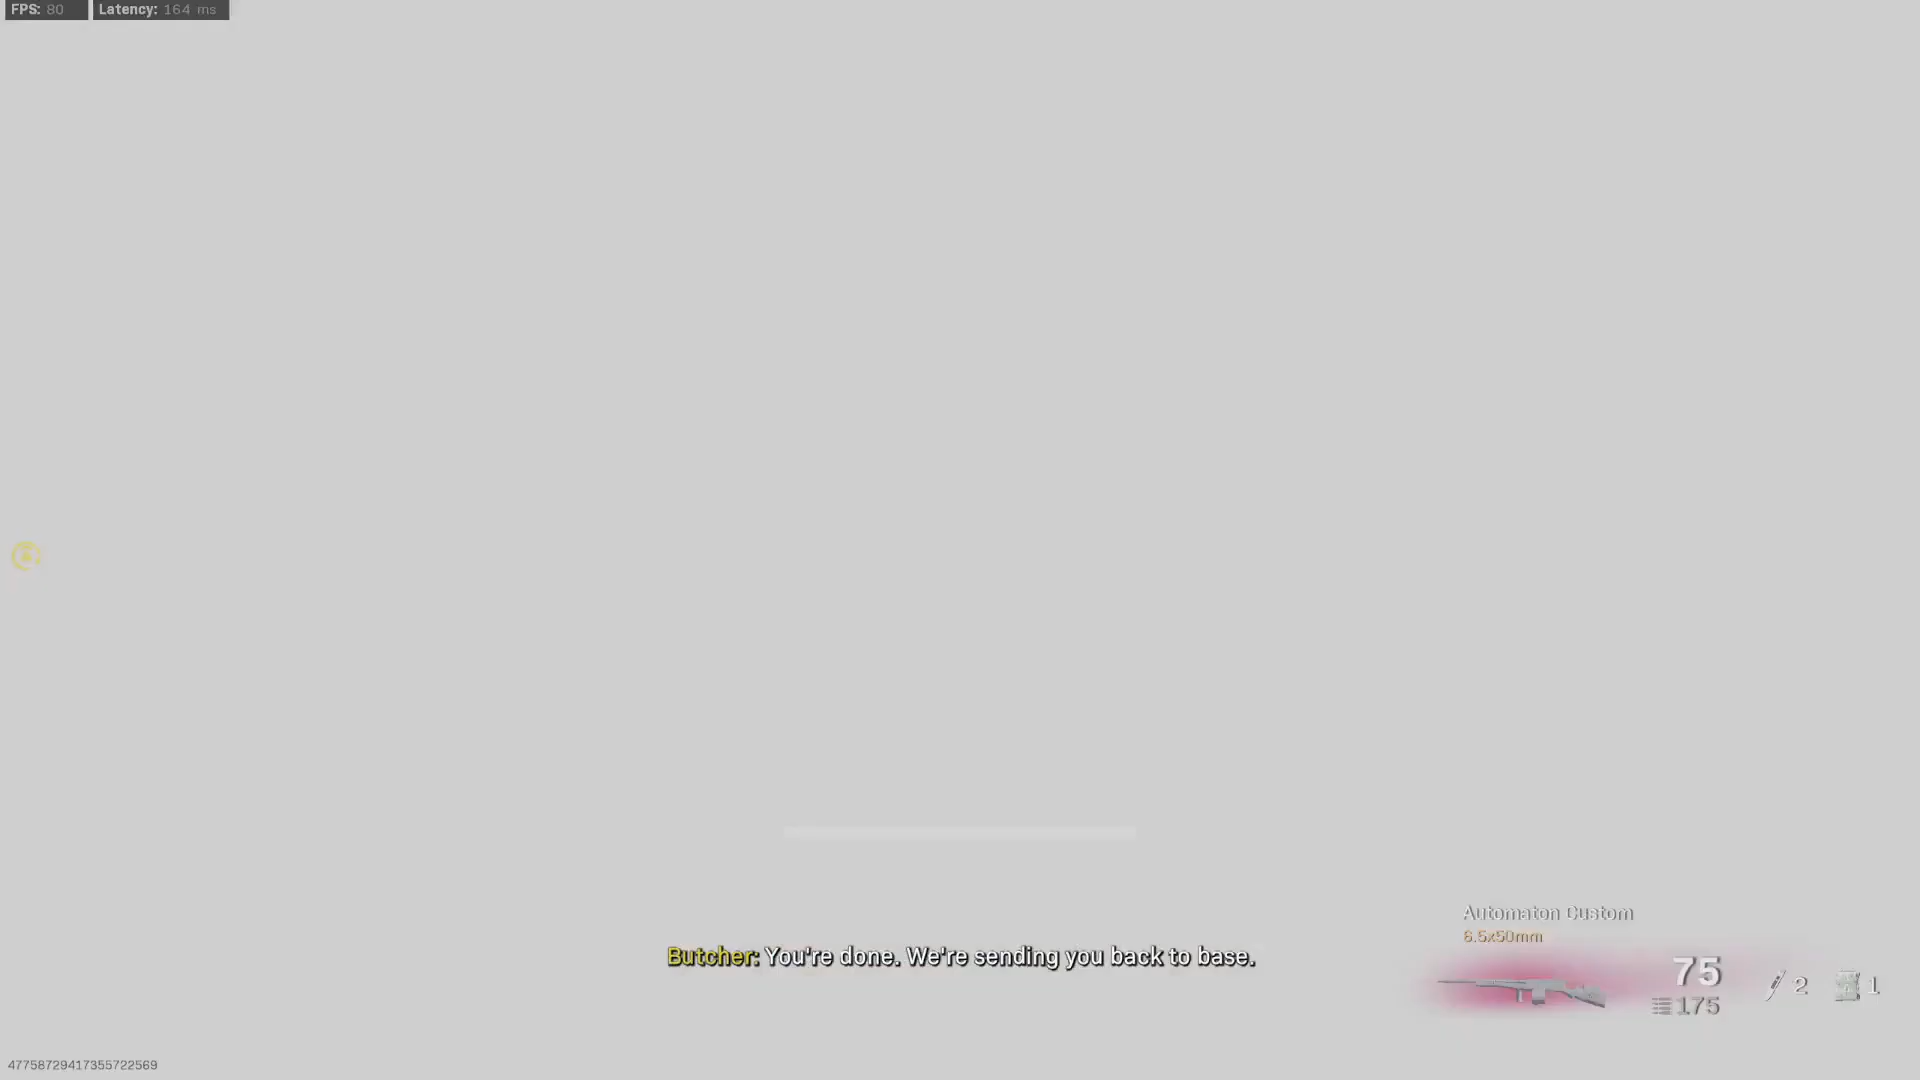 FPS: 80 Latency: 164 ms
Automaton Custom
6.5x50mm
Butcher: You're done. We're sending you back to base.
75
175
2
1
47758729417355722569